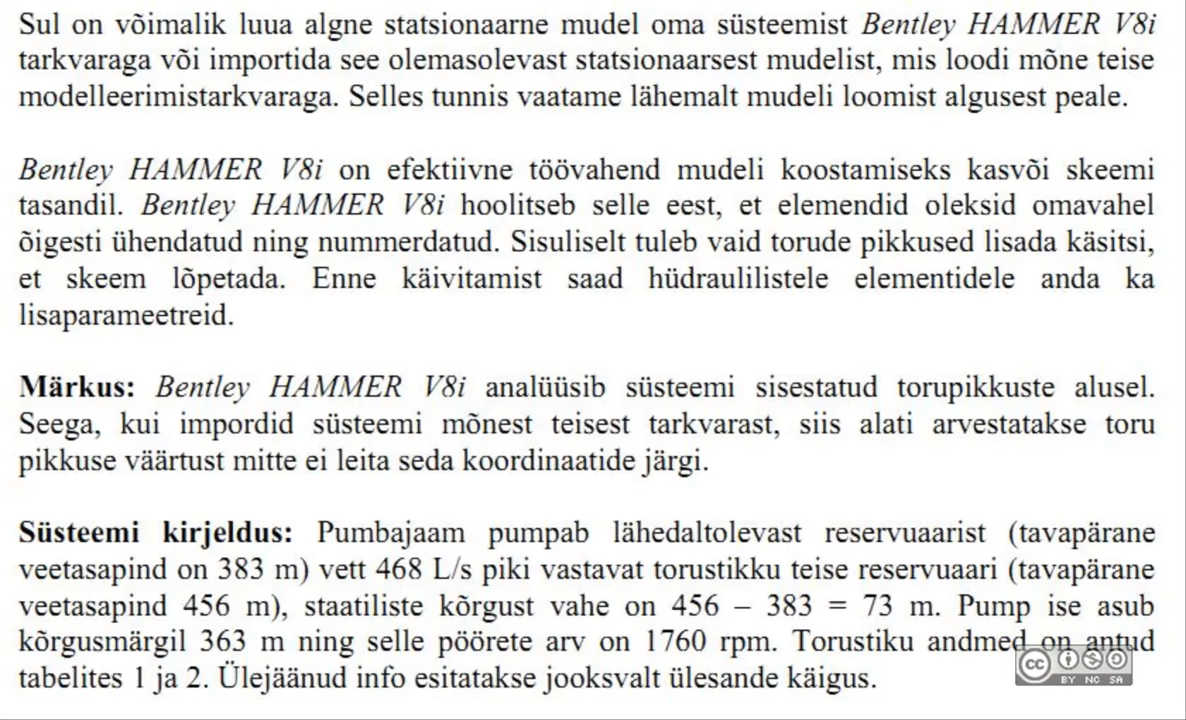 Sul on võimalik luua algne statsionaarne mudel oma süsteemist Bentley HAMMER V8i
tarkvaraga või importida see olemasolevast statsionaarsest mudelist, mis loodi mõne teise
modelleerimistarkvaraga. Selles tunnis vaatame lähemalt mudeli loomist algusest peale.
Bentley HAMMER V8i on efektiivne töövahend mudeli koostamiseks kasvõi skeemi
tasandil. Bentley HAMMER V8i hoolitseb selle eest, et elemendid oleksid omavahel
õigesti ühendatud ning nummerdatud. Sisuliselt tuleb vaid torude pikkused lisada käsitsi,
et skeem lõpetada. Enne käivitamist saad hüdraulilistele elementidele anda ka
lisaparameetreid.
Märkus: Bentley HAMMER V8i analüüsib süsteemi sisestatud torupikkuste alusel.
Seega, kui impordid süsteemi mõnest teisest tarkvarast, siis alati arvestatakse toru
pikkuse väärtust mitte ei leita seda koordinaatide järgi.
Süsteemi kirjeldus: Pumbajaam pumpab lähedaltolevast reservuaarist (tavapärane
veetasapind on 383 m) vett 468 L/s piki vastavat torustikku teise reservuaari (tavapärane
veetasapind 456 m), staatiliste kõrgust vahe on 456 – 383 = 73 m. Pump ise asub
kõrgusmärgil 363 m ning selle pöörete arv on 1760 rpm. Torustiku andmed on antud
tabelites 1 ja 2. Ülejäänud info esitatakse jooksvalt ülesande käigus.
cc BY NC SA